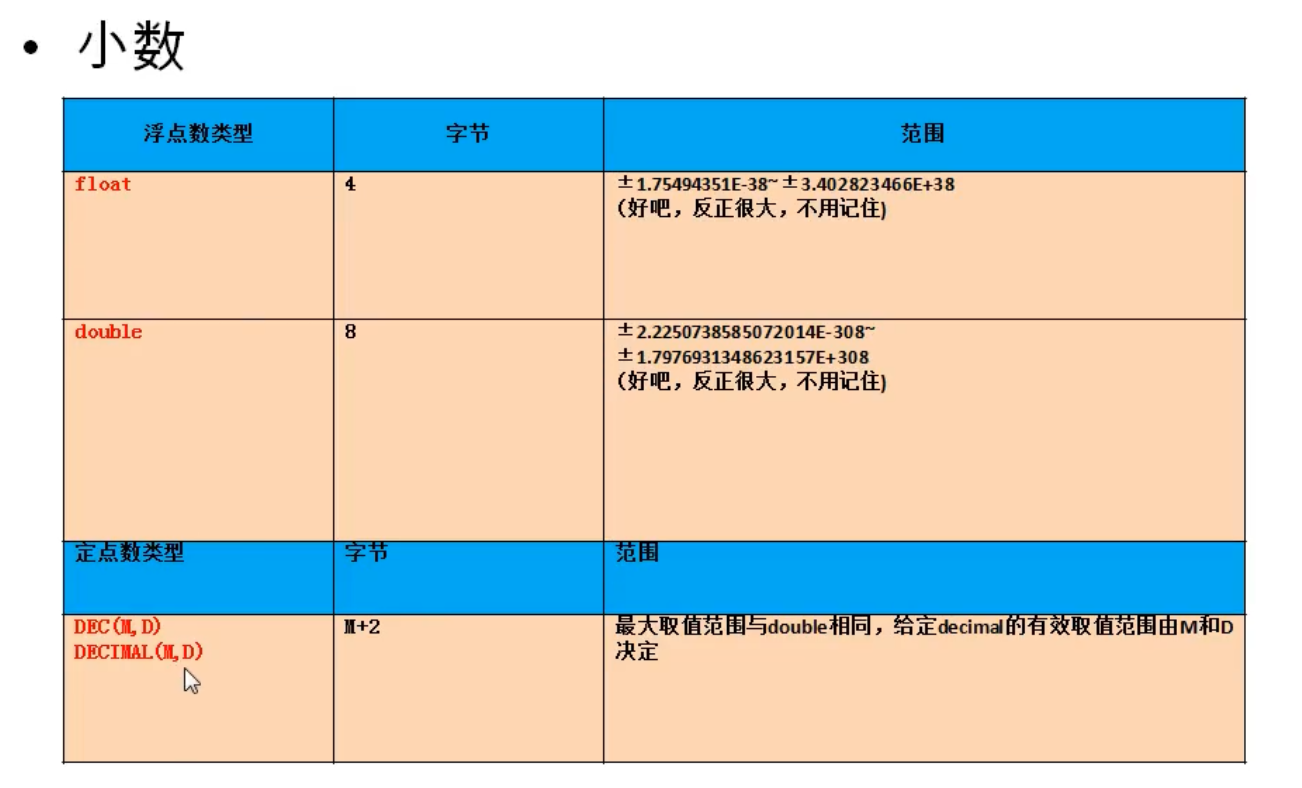 • 小数
浮点数类型 字节 范围
float 4 ±1.75494351E-38~±3.402823466E+38
(好吧，反正很大，不用记住)
double 8 ±2.2250738585072014E-308~
±1.7976931348623157E+308
(好吧，反正很大，不用记住)
定点数类型 字节 范围
DEC(M,D) M+2 最大取值范围与double相同，给定decimal的有效取值范围由M和D
DECIMAL(M,D) 决定